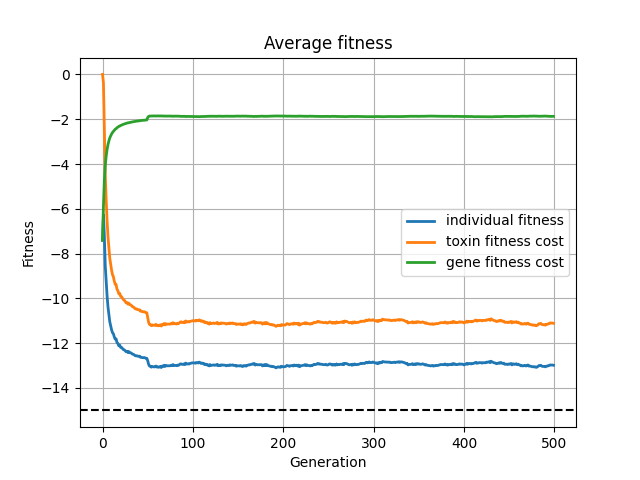 Average fitness
Fitness
0
−2
−4
−6
−8
−10
−12
−14
individual fitness
toxin fitness cost
gene fitness cost
0 100 200 300 400 500
Generation